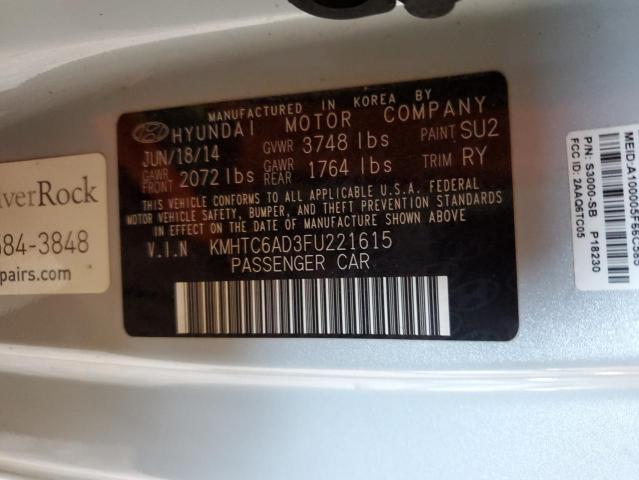 MANUFACTURED IN KOREA BY
HYUNDAI MOTOR COMPANY
JUN/18/14 GVWR 3748 lbs PAINT SU2
GAWR FRONT 2072 lbs GAWR REAR 1764 lbs TRIM RY
THIS VEHICLE CONFORMS TO ALL APPLICABLE U.S.A. FEDERAL
MOTOR VEHICLE SAFETY, BUMPER, AND THEFT PREVENTION STANDARDS
IN EFFECT ON THE DATE OF MANUFACTURE SHOWN ABOVE.
V.I.N KMHTC6AD3FU221615
PASSENGER CAR
verRock
584-3848
pairs.com
P/N: S3000-SB P18230
FCC ID: 2AAQ6TC05